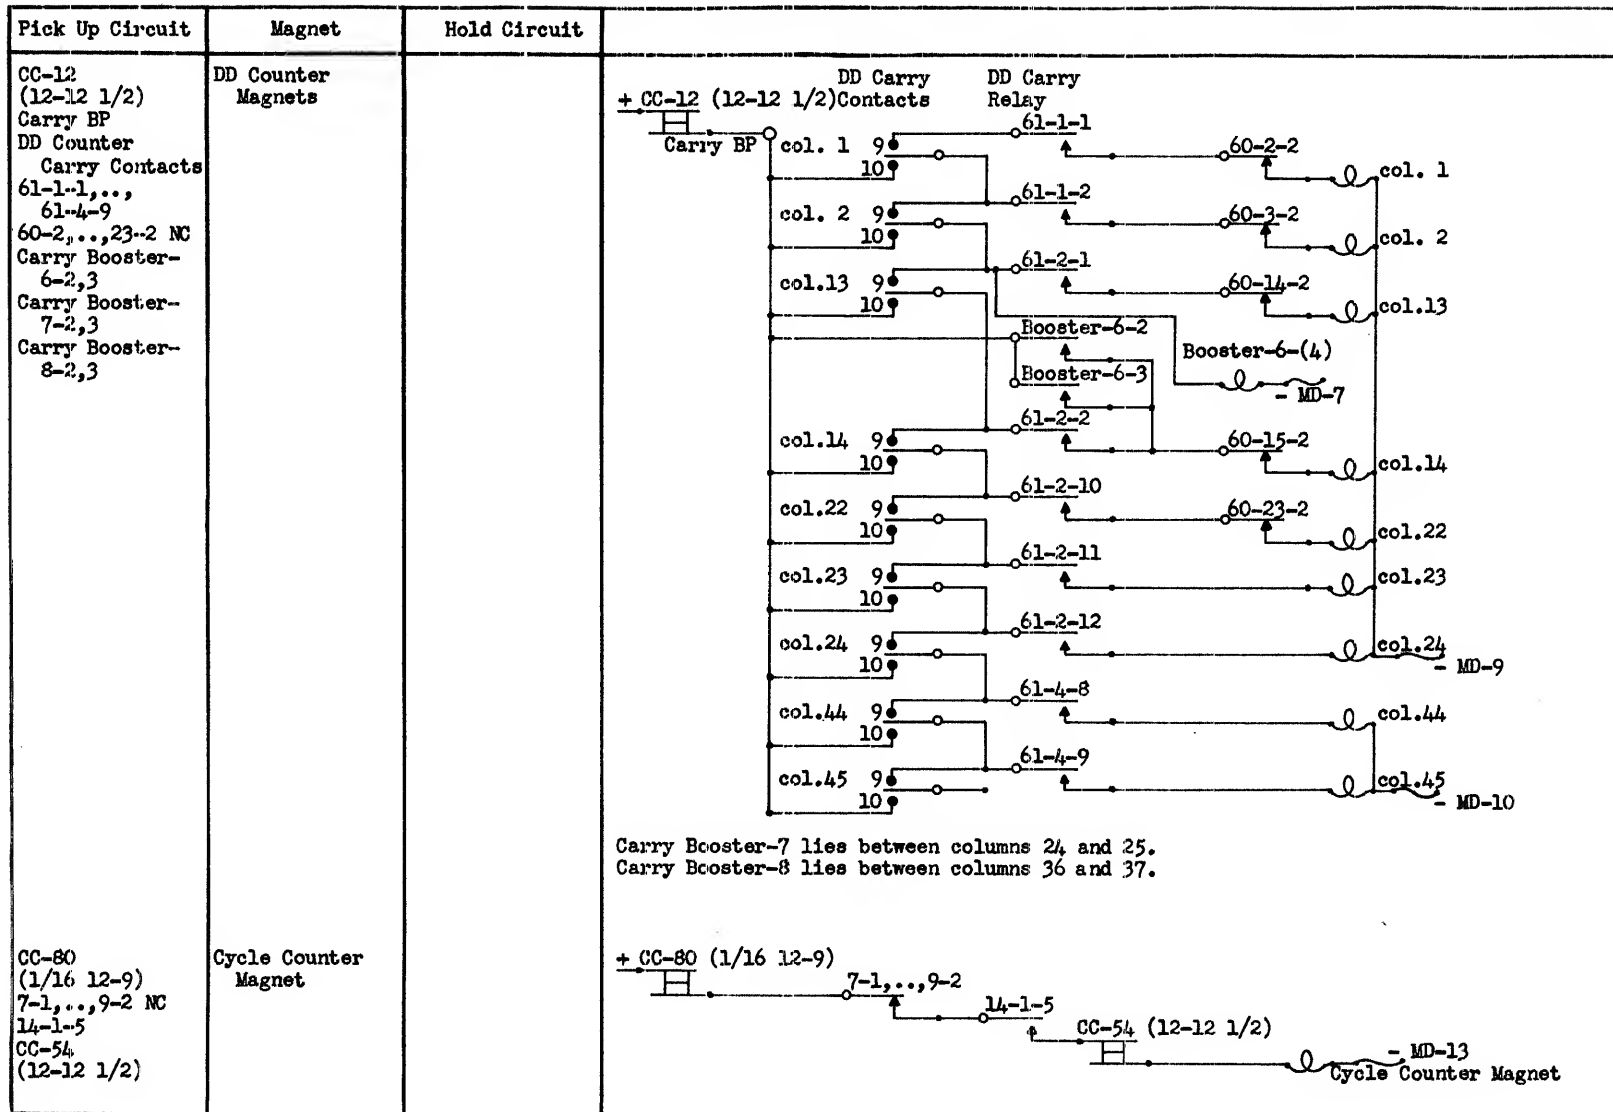 Pick Up Circuit
Magnet
Hold Circuit
CC-12
(12-12 1/2)
Carry BP
DD Counter
Carry Contacts
61-1-1,..,
61-4-9
60-2,..,23-2 NC
Carry Booster-
6-2,3
Carry Booster-
7-2,3
Carry Booster-
8-2,3
DD Counter
Magnets
DD Carry
Contacts
DD Carry
Relay
+ CC-12 (12-12 1/2)
Carry BP
col. 1 9 10 61-1-1 60-2-2 col. 1
col. 2 9 10 61-1-2 60-3-2 col. 2
col.13 9 10 61-2-1 60-14-2 col.13
Booster-6-2
Booster-6-(4)
Booster-6-3
- MD-7
col.14 9 10 61-2-2 60-15-2 col.14
col.22 9 10 61-2-10 60-23-2 col.22
col.23 9 10 61-2-11 col.23
col.24 9 10 61-2-12 col.24
- MD-9
col.44 9 10 61-4-8 col.44
col.45 9 10 61-4-9 col.45
- MD-10
Carry Booster-7 lies between columns 24 and 25.
Carry Booster-8 lies between columns 36 and 37.
CC-80
(1/16 12-9)
7-1,..,9-2 NC
14-1-5
CC-54
(12-12 1/2)
Cycle Counter
Magnet
+ CC-80 (1/16 12-9)
7-1,..,9-2
14-1-5
CC-54 (12-12 1/2)
- MD-13
Cycle Counter Magnet